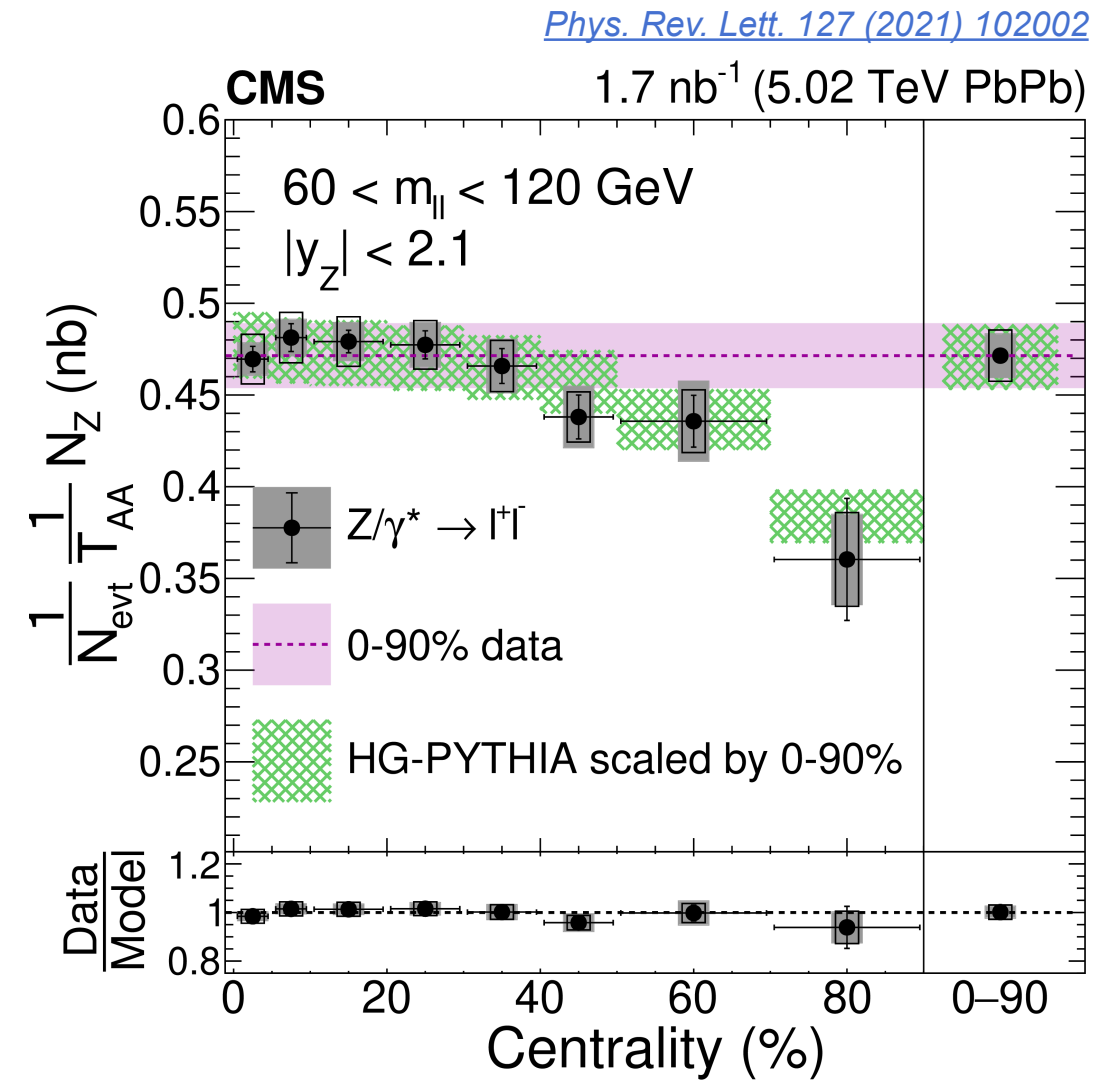 Phys. Rev. Lett. 127 (2021) 102002
CMS
1.7 nb⁻¹ (5.02 TeV PbPb)
60 < m_ll < 120 GeV
|y_Z| < 2.1
0.6
0.55
0.5
0.45
0.4
0.35
0.3
0.25
1/N_evt 1/T_AA N_Z (nb)
Z/γ* → l⁺l⁻
0-90% data
HG-PYTHIA scaled by 0-90%
Data/Model
1.2
1
0.8
0 20 40 60 80 0–90
Centrality (%)